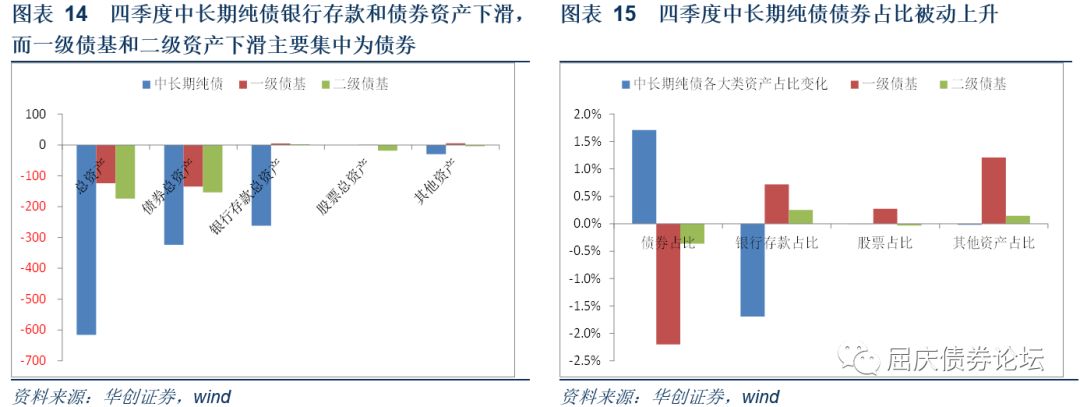 图表 14 四季度中长期纯债银行存款和债券资产下滑，
而一级债基和二级资产下滑主要集中为债券
中长期纯债 一级债基 二级债基
100
0
-100
-200
-300
-400
-500
-600
-700
总资产
债券总资产
银行存款总资产
股票总资产
其他资产
资料来源：华创证券，wind
图表 15 四季度中长期纯债债券占比被动上升
中长期纯债各大类资产占比变化 一级债基 二级债基
2.0%
1.5%
1.0%
0.5%
0.0%
-0.5%
-1.0%
-1.5%
-2.0%
-2.5%
债券占比 银行存款占比 股票占比 其他资产占比
屈庆债券论坛
资料来源：华创证券，wind